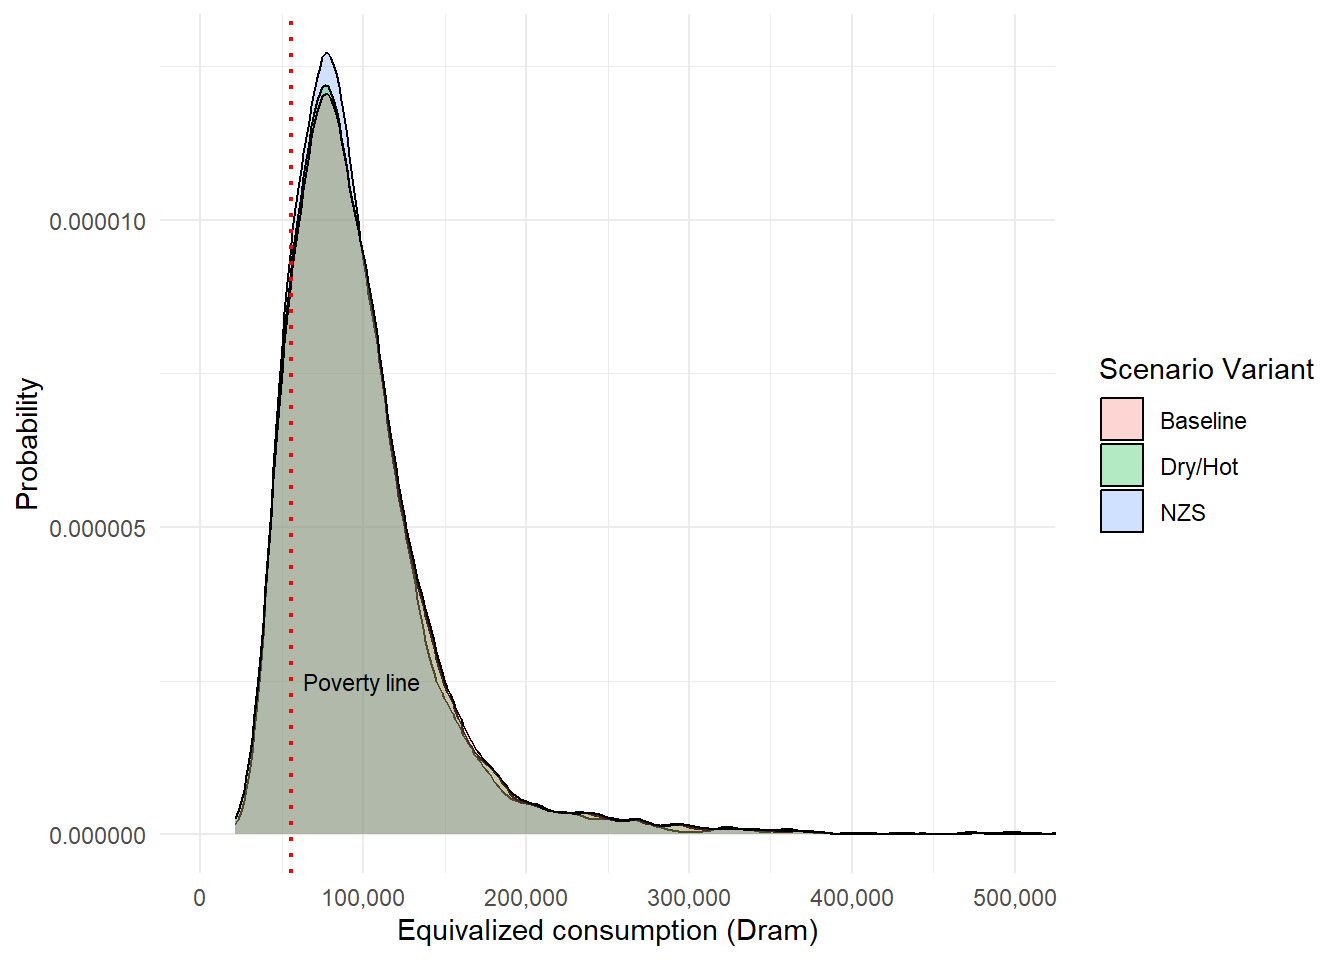 Probability
0.000010
0.000005
0.000000
Poverty line
0
100,000
200,000
300,000
400,000
500,000
Equivalized consumption (Dram)
Scenario Variant
Baseline
Dry/Hot
NZS